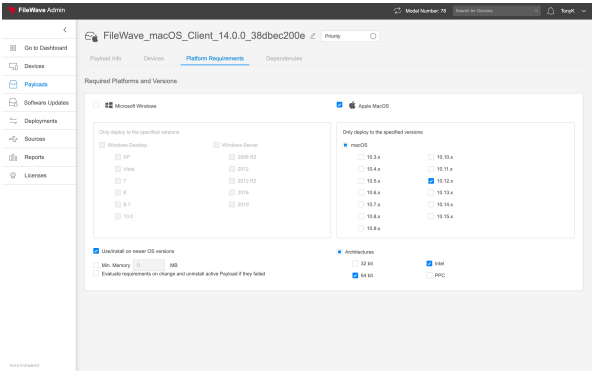 FileWave Admin
Model Number: 78
Search for Devices
TonyK
Go to Dashboard
Devices
Payloads
Software Updates
Deployments
Sources
Reports
Licenses
FileWave_macOS_Client_14.0.0_38dbec200e
Priority
Payload Info
Devices
Platform Requirements
Dependencies
Required Platforms and Versions
Microsoft Windows
Only deploy to the specified versions
Windows Desktop
Windows Server
XP
2008 R2
Vista
2012
7
2012 R2
8
2016
8.1
2019
10.0
Apple MacOS
Only deploy to the specified versions
macOS
10.3.x
10.10.x
10.4.x
10.11.x
10.5.x
10.12.x
10.6.x
10.13.x
10.7.x
10.14.x
10.8.x
10.15.x
10.9.x
Use/install on newer OS versions
Min. Memory
0
MB
Evaluate requirements on change and uninstall active Payload if they failed
Architectures
32 bit
Intel
64 bit
PPC